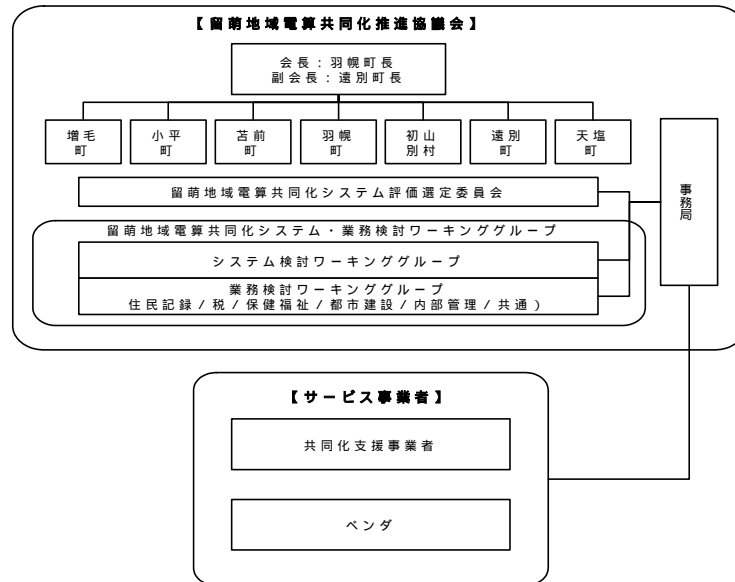 【留萌地域電算共同化推進協議会】
会長：羽幌町長
副会長：遠別町長
増毛
町
小平
町
苫前
町
羽幌
町
初山
別村
遠別
町
天塩
町
事務局
留萌地域電算共同化システム評価選定委員会
留萌地域電算共同化システム・業務検討ワーキンググループ
システム検討ワーキンググループ
業務検討ワーキンググループ
住民記録/税/保健福祉/都市建設/内部管理/共通)
【サービス事業者】
共同化支援事業者
ベンダ